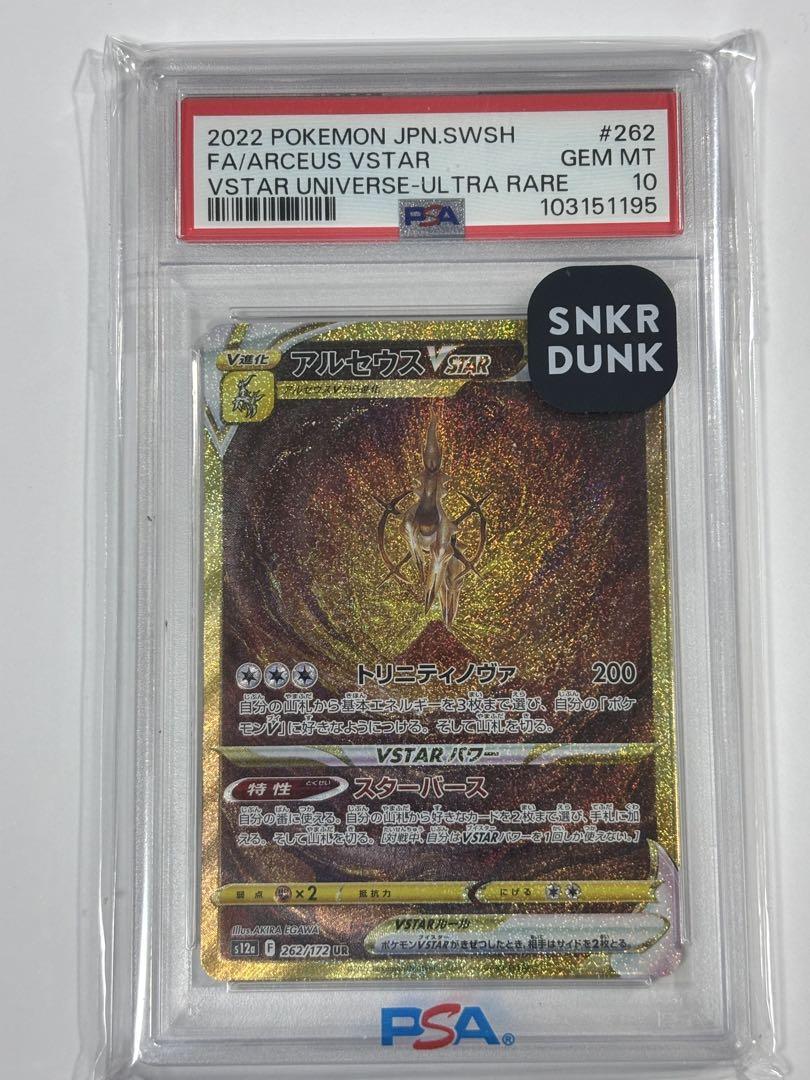 2022 POKEMON JPN.SWSH #262
FA/ARCEUS VSTAR GEM MT
VSTAR UNIVERSE-ULTRA RARE 10
PSA 103151195
SNKR
DUNK
V進化 アルセウス VSTAR
アルセウスVから進化
トリニティノヴァ 200
自分の山札から基本エネルギーを3枚まで選び、自分の「ポケ
モンV」に好きなようにつける。そして山札を切る。
VSTARパワー
特性 スターバース
自分の番に使える。自分の山札から好きなカードを2枚まで選び、手札に加
える。そして山札を切る。[対戦中、自分はVSTARパワーを1回しか使えない。]
弱点 ×2 抵抗力 にげる
Illus. AKIRA EGAWA
VSTARルール
ポケモンVSTARがきぜつしたとき、相手はサイドを2枚とる。
s12a F 262/172 UR
PSA®